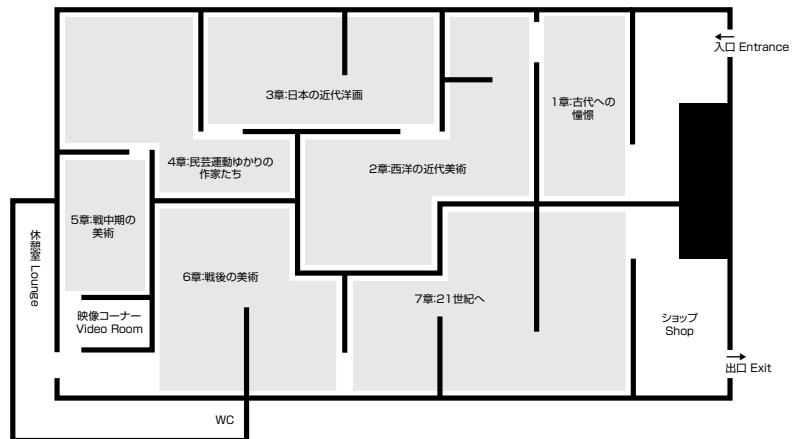 入口 Entrance
1章:古代への
憧憬
2章:西洋の近代美術
3章:日本の近代洋画
4章:民芸運動ゆかりの
作家たち
5章:戦中期の
美術
休憩室 Lounge
映像コーナー
Video Room
6章:戦後の美術
7章:21世紀へ
ショップ
Shop
出口 Exit
WC